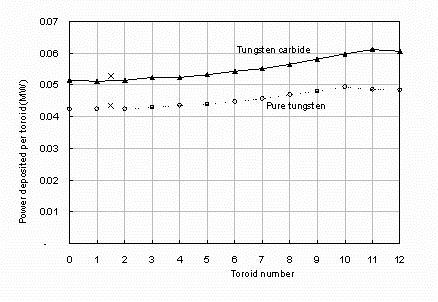 0.07
0.06
0.05
0.04
0.03
0.02
0.01
-
Power deposited per toroid (MW)
Tungsten carbide
Pure tungsten
0 1 2 3 4 5 6 7 8 9 10 11 12
Toroid number